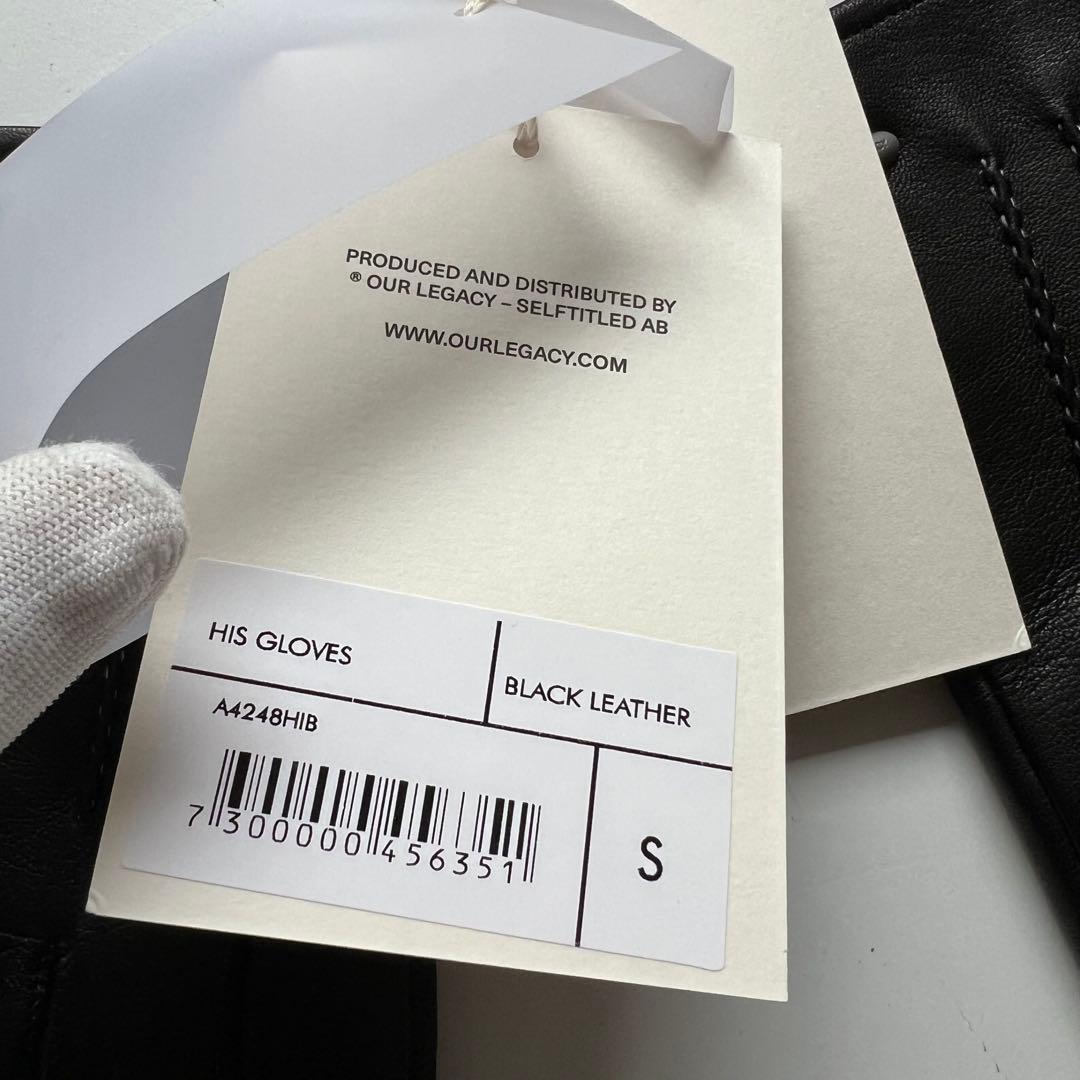 PRODUCED AND DISTRIBUTED BY
® OUR LEGACY – SELFTITLED AB
WWW.OURLEGACY.COM
HIS GLOVES
BLACK LEATHER
A4248HIB
7 300000 456351
S